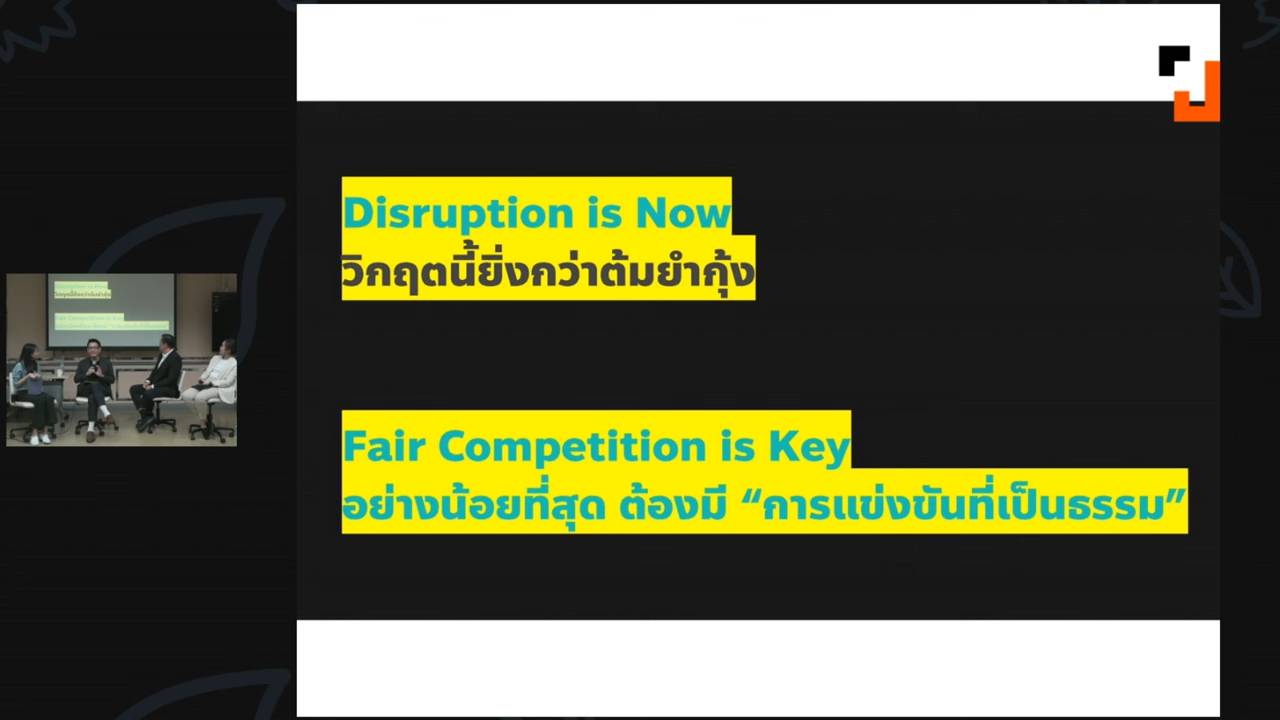 Disruption is Now
วิกฤตนี้ยิ่งกว่าต้มยำกุ้ง
Fair Competition is Key
อย่างน้อยที่สุด ต้องมี “การแข่งขันที่เป็นธรรม”